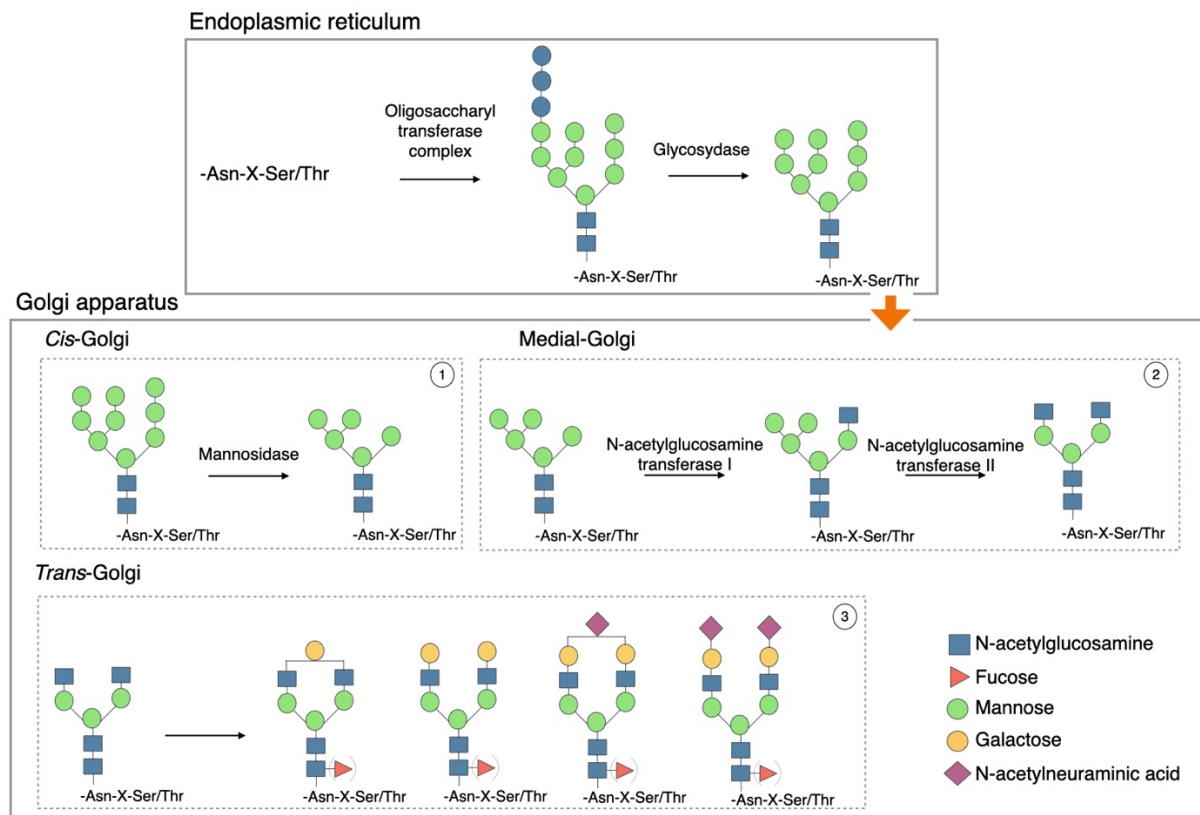 Endoplasmic reticulum
-Asn-X-Ser/Thr
Oligosaccharyl
transferase
complex
-Asn-X-Ser/Thr
Glycosydase
-Asn-X-Ser/Thr
Golgi apparatus
Cis-Golgi
1
-Asn-X-Ser/Thr
Mannosidase
-Asn-X-Ser/Thr
Medial-Golgi
2
-Asn-X-Ser/Thr
N-acetylglucosamine
transferase I
-Asn-X-Ser/Thr
N-acetylglucosamine
transferase II
-Asn-X-Ser/Thr
Trans-Golgi
3
-Asn-X-Ser/Thr
-Asn-X-Ser/Thr
-Asn-X-Ser/Thr
-Asn-X-Ser/Thr
-Asn-X-Ser/Thr
N-acetylglucosamine
Fucose
Mannose
Galactose
N-acetylneuraminic acid